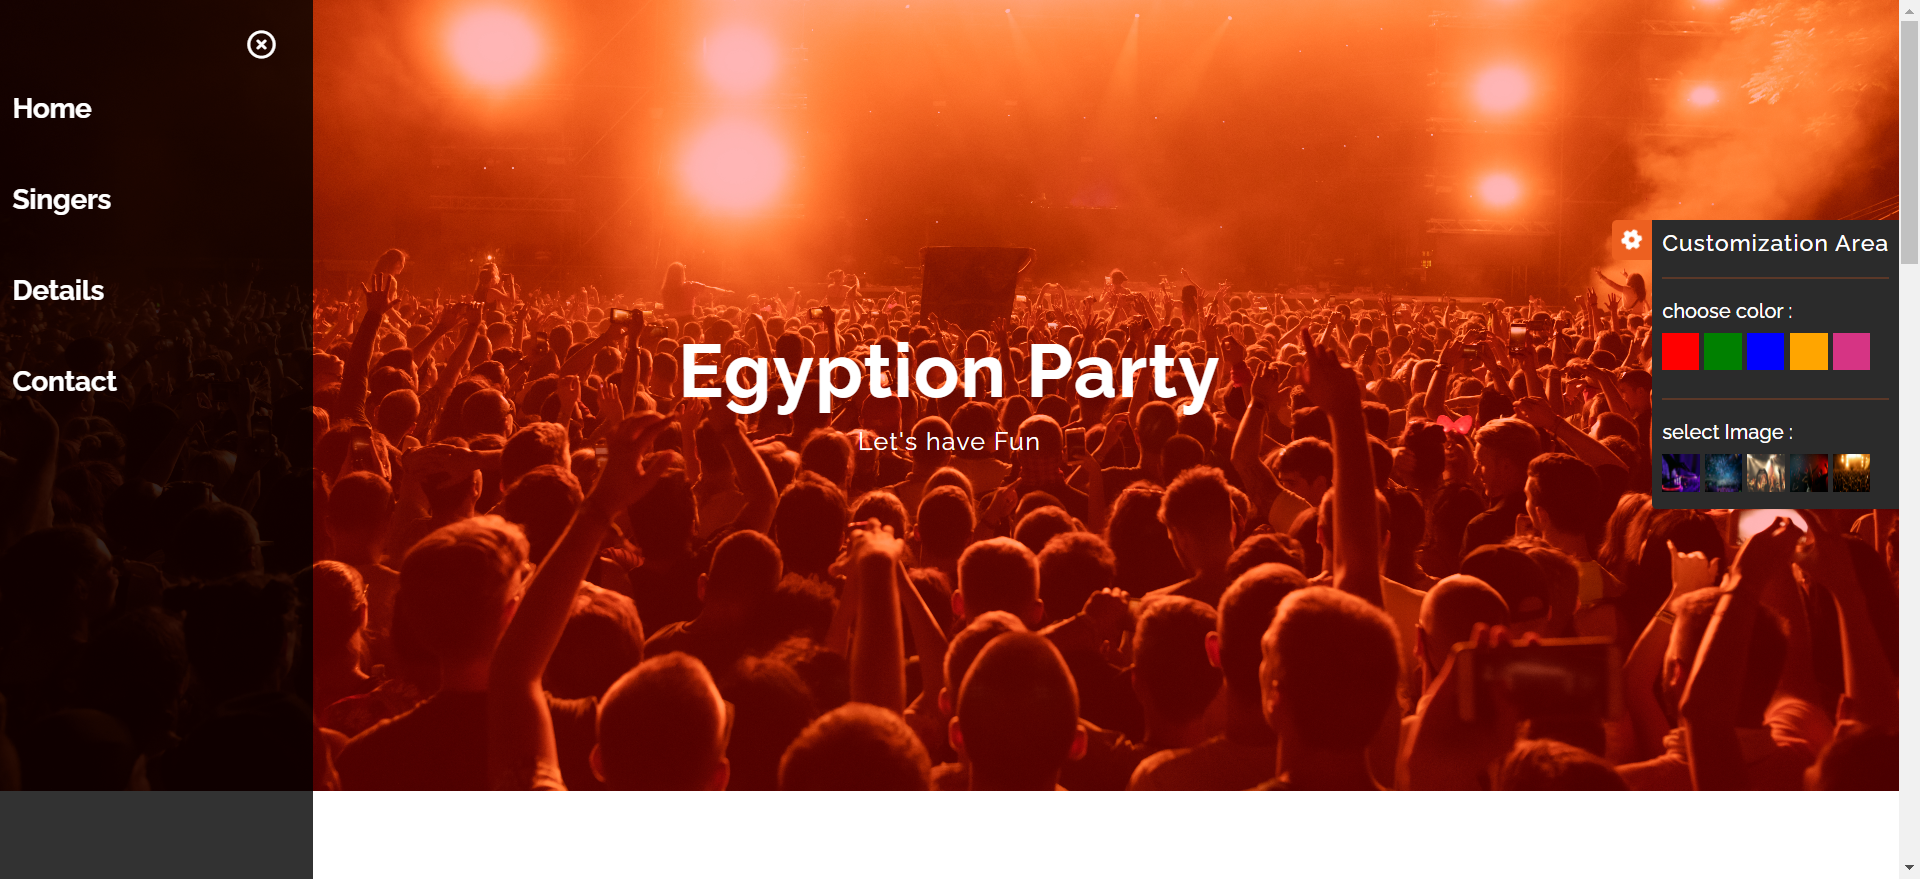 Home
Singers
Details
Contact
Egyption Party
Let's have Fun
Customization Area
choose color :
select Image :